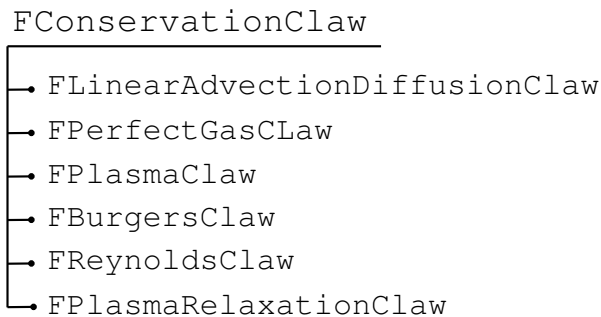 FConservationClaw
FLinearAdvectionDiffusionClaw
FPerfectGasCLaw
FPlasmaClaw
FBurgersClaw
FReynoldsClaw
FPlasmaRelaxationClaw